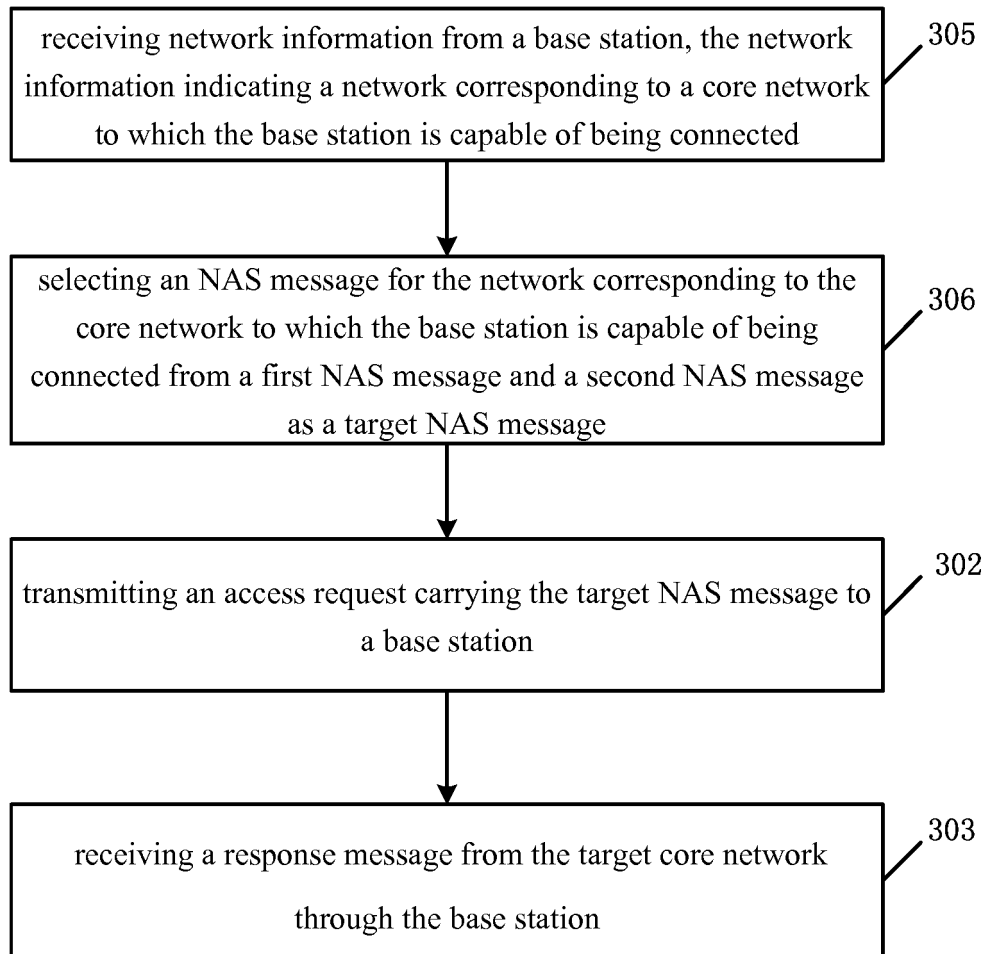 receiving network information from a base station, the network
information indicating a network corresponding to a core network
to which the base station is capable of being connected
305
selecting an NAS message for the network corresponding to the
core network to which the base station is capable of being
connected from a first NAS message and a second NAS message
as a target NAS message
306
transmitting an access request carrying the target NAS message to
a base station
302
receiving a response message from the target core network
through the base station
303